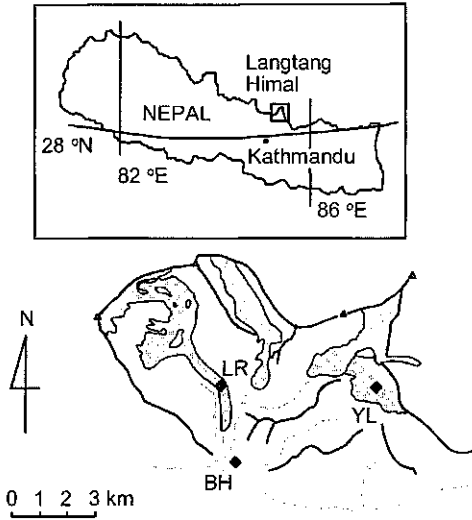 Langtang
Himal
NEPAL
28 °N
Kathmandu
82 °E
86 °E
N
LR
YL
BH
0 1 2 3 km